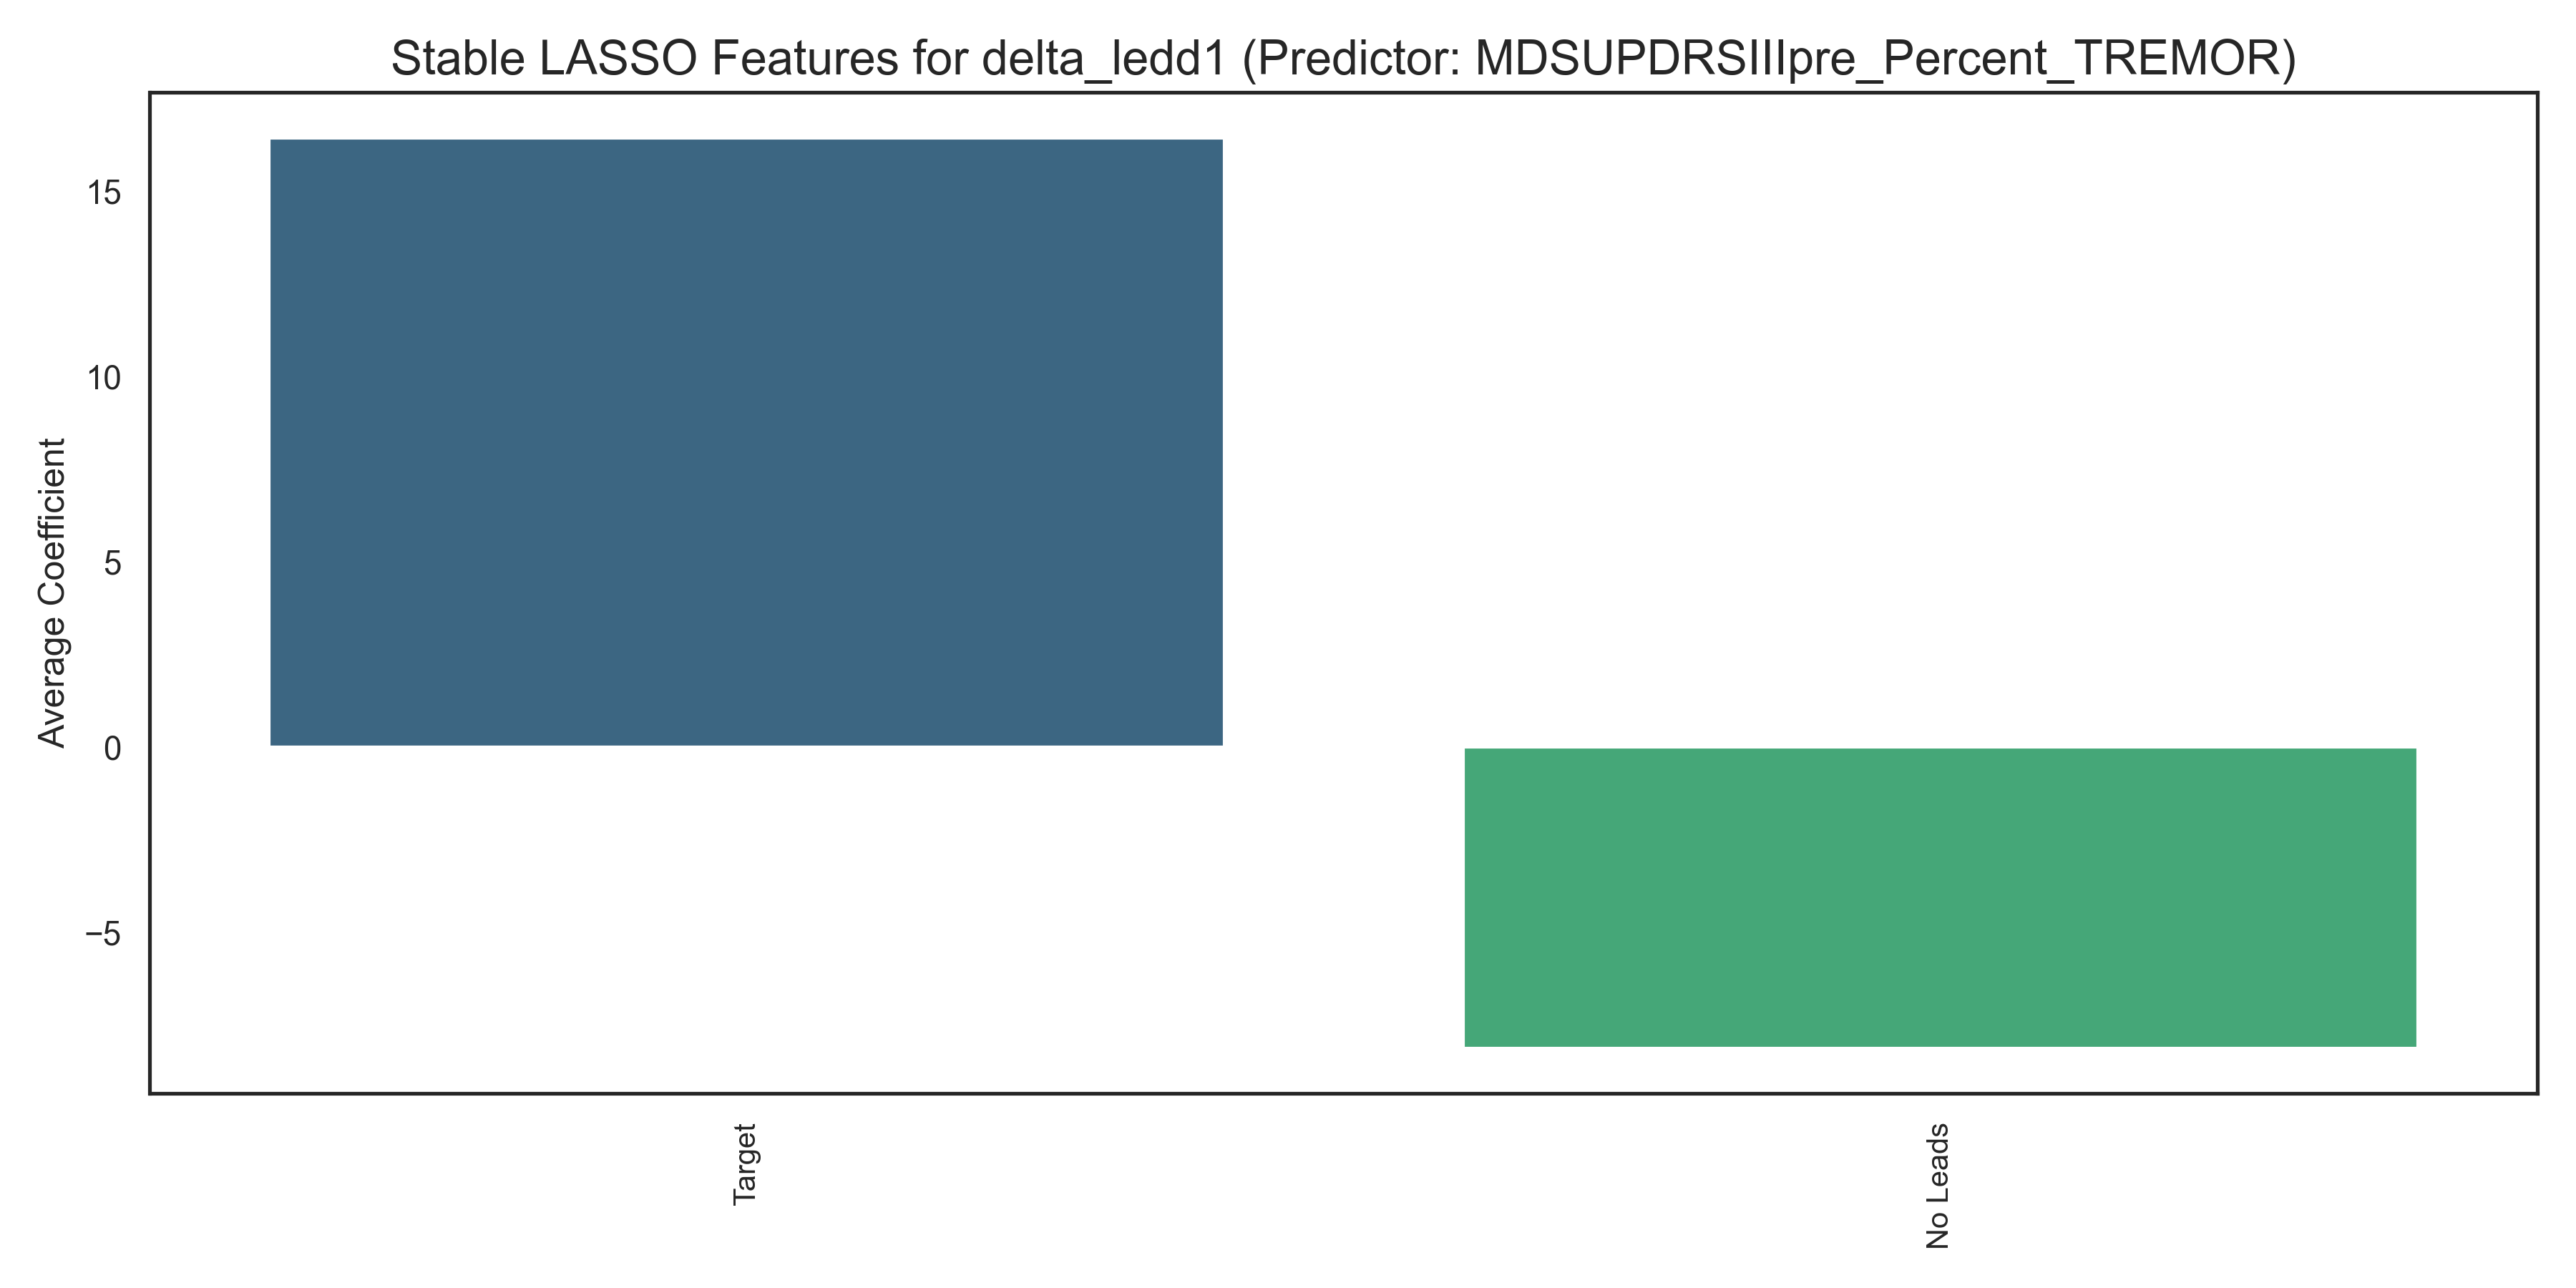 Stable LASSO Features for delta_ledd1 (Predictor: MDSUPDRSIIIpre_Percent_TREMOR)
Average Coefficient
15
10
5
0
−5
Target
No Leads